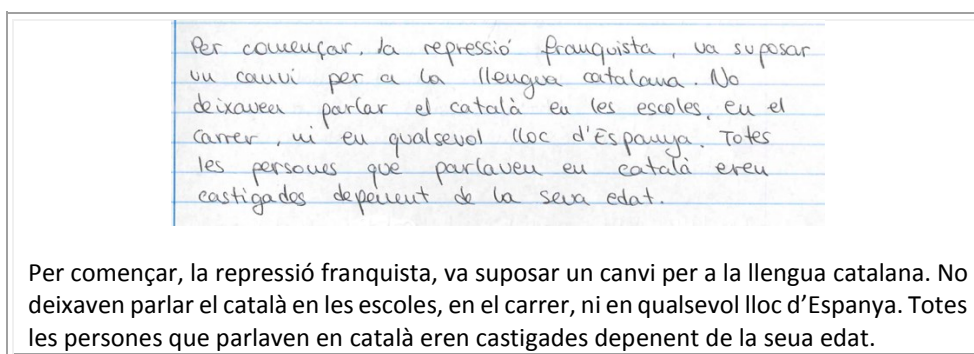 Per començar, la repressió franquista, va suposar
un canvi per a la llengua catalana. No
deixaven parlar el català en les escoles, en el
carrer, ni en qualsevol lloc d'Espanya. Totes
les persones que parlaven en català eren
castigades depenent de la seua edat.
Per començar, la repressió franquista, va suposar un canvi per a la llengua catalana. No
deixaven parlar el català en les escoles, en el carrer, ni en qualsevol lloc d’Espanya. Totes
les persones que parlaven en català eren castigades depenent de la seua edat.